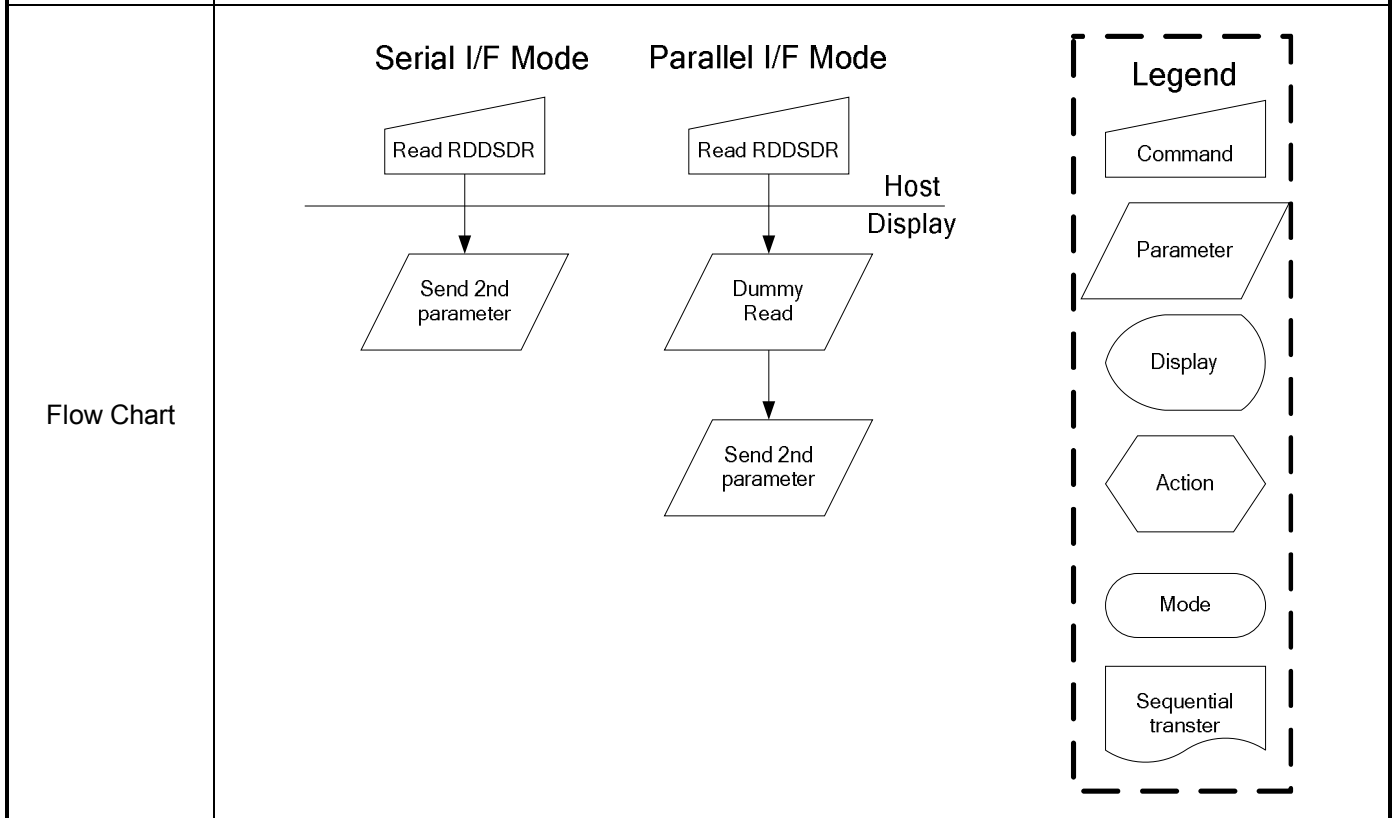 Flow Chart
Serial I/F Mode
Read RDDSDR
Send 2nd
parameter
Parallel I/F Mode
Read RDDSDR
Host
Display
Dummy
Read
Send 2nd
parameter
Legend
Command
Parameter
Display
Action
Mode
Sequential
transter